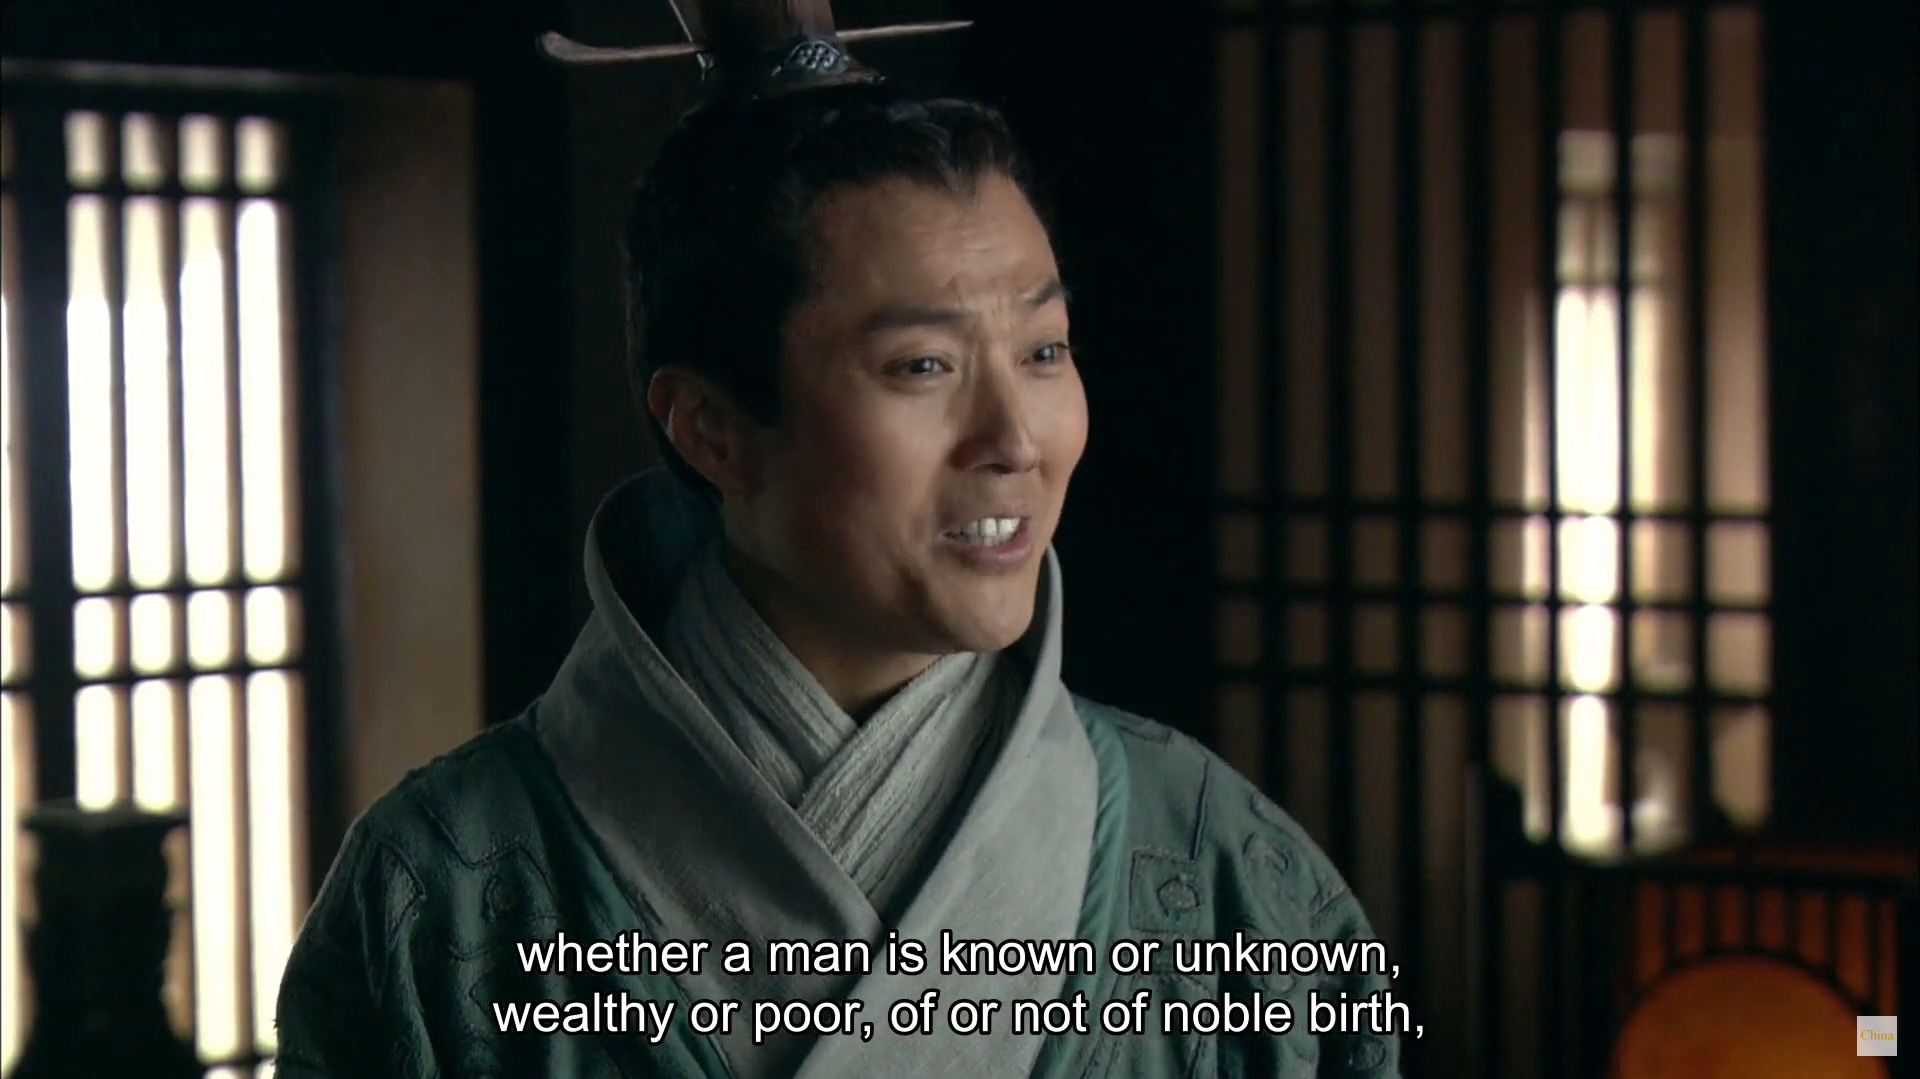 whether a man is known or unknown,
wealthy or poor, of or not of noble birth,
China